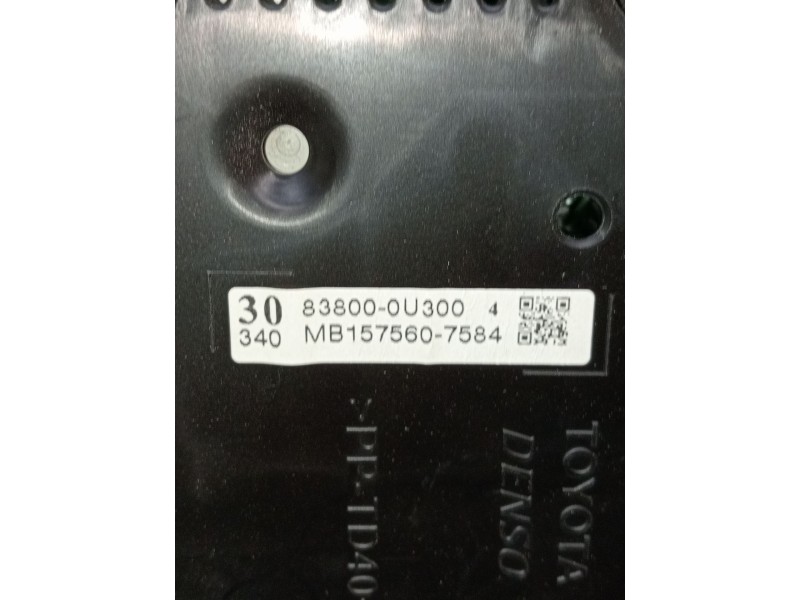 30 83800-0U300 4
340 MB157560-7584
>PP-TD40
DENSO
TOYOTA